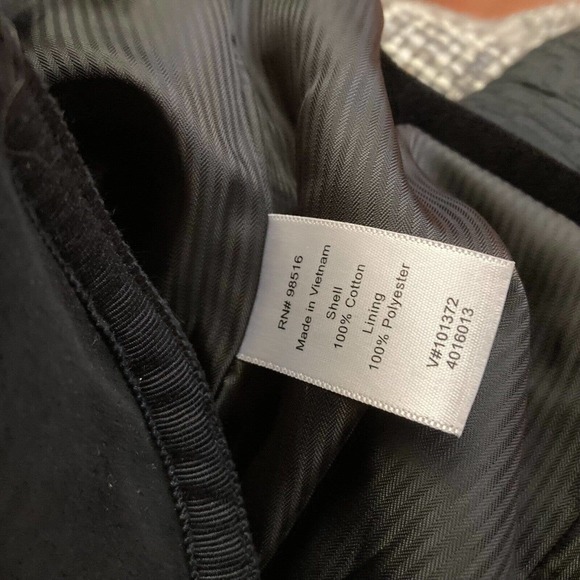 RN# 98516
Made in Vietnam
Shell
100% Cotton
Lining
100% Polyester
V#101372
4016013